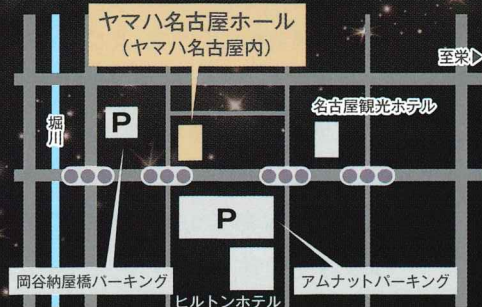 ヤマハ名古屋ホール
（ヤマハ名古屋内）
至栄▷
堀川
P
名古屋観光ホテル
P
岡谷納屋橋パーキング
アムナットパーキング
ヒルトンホテル